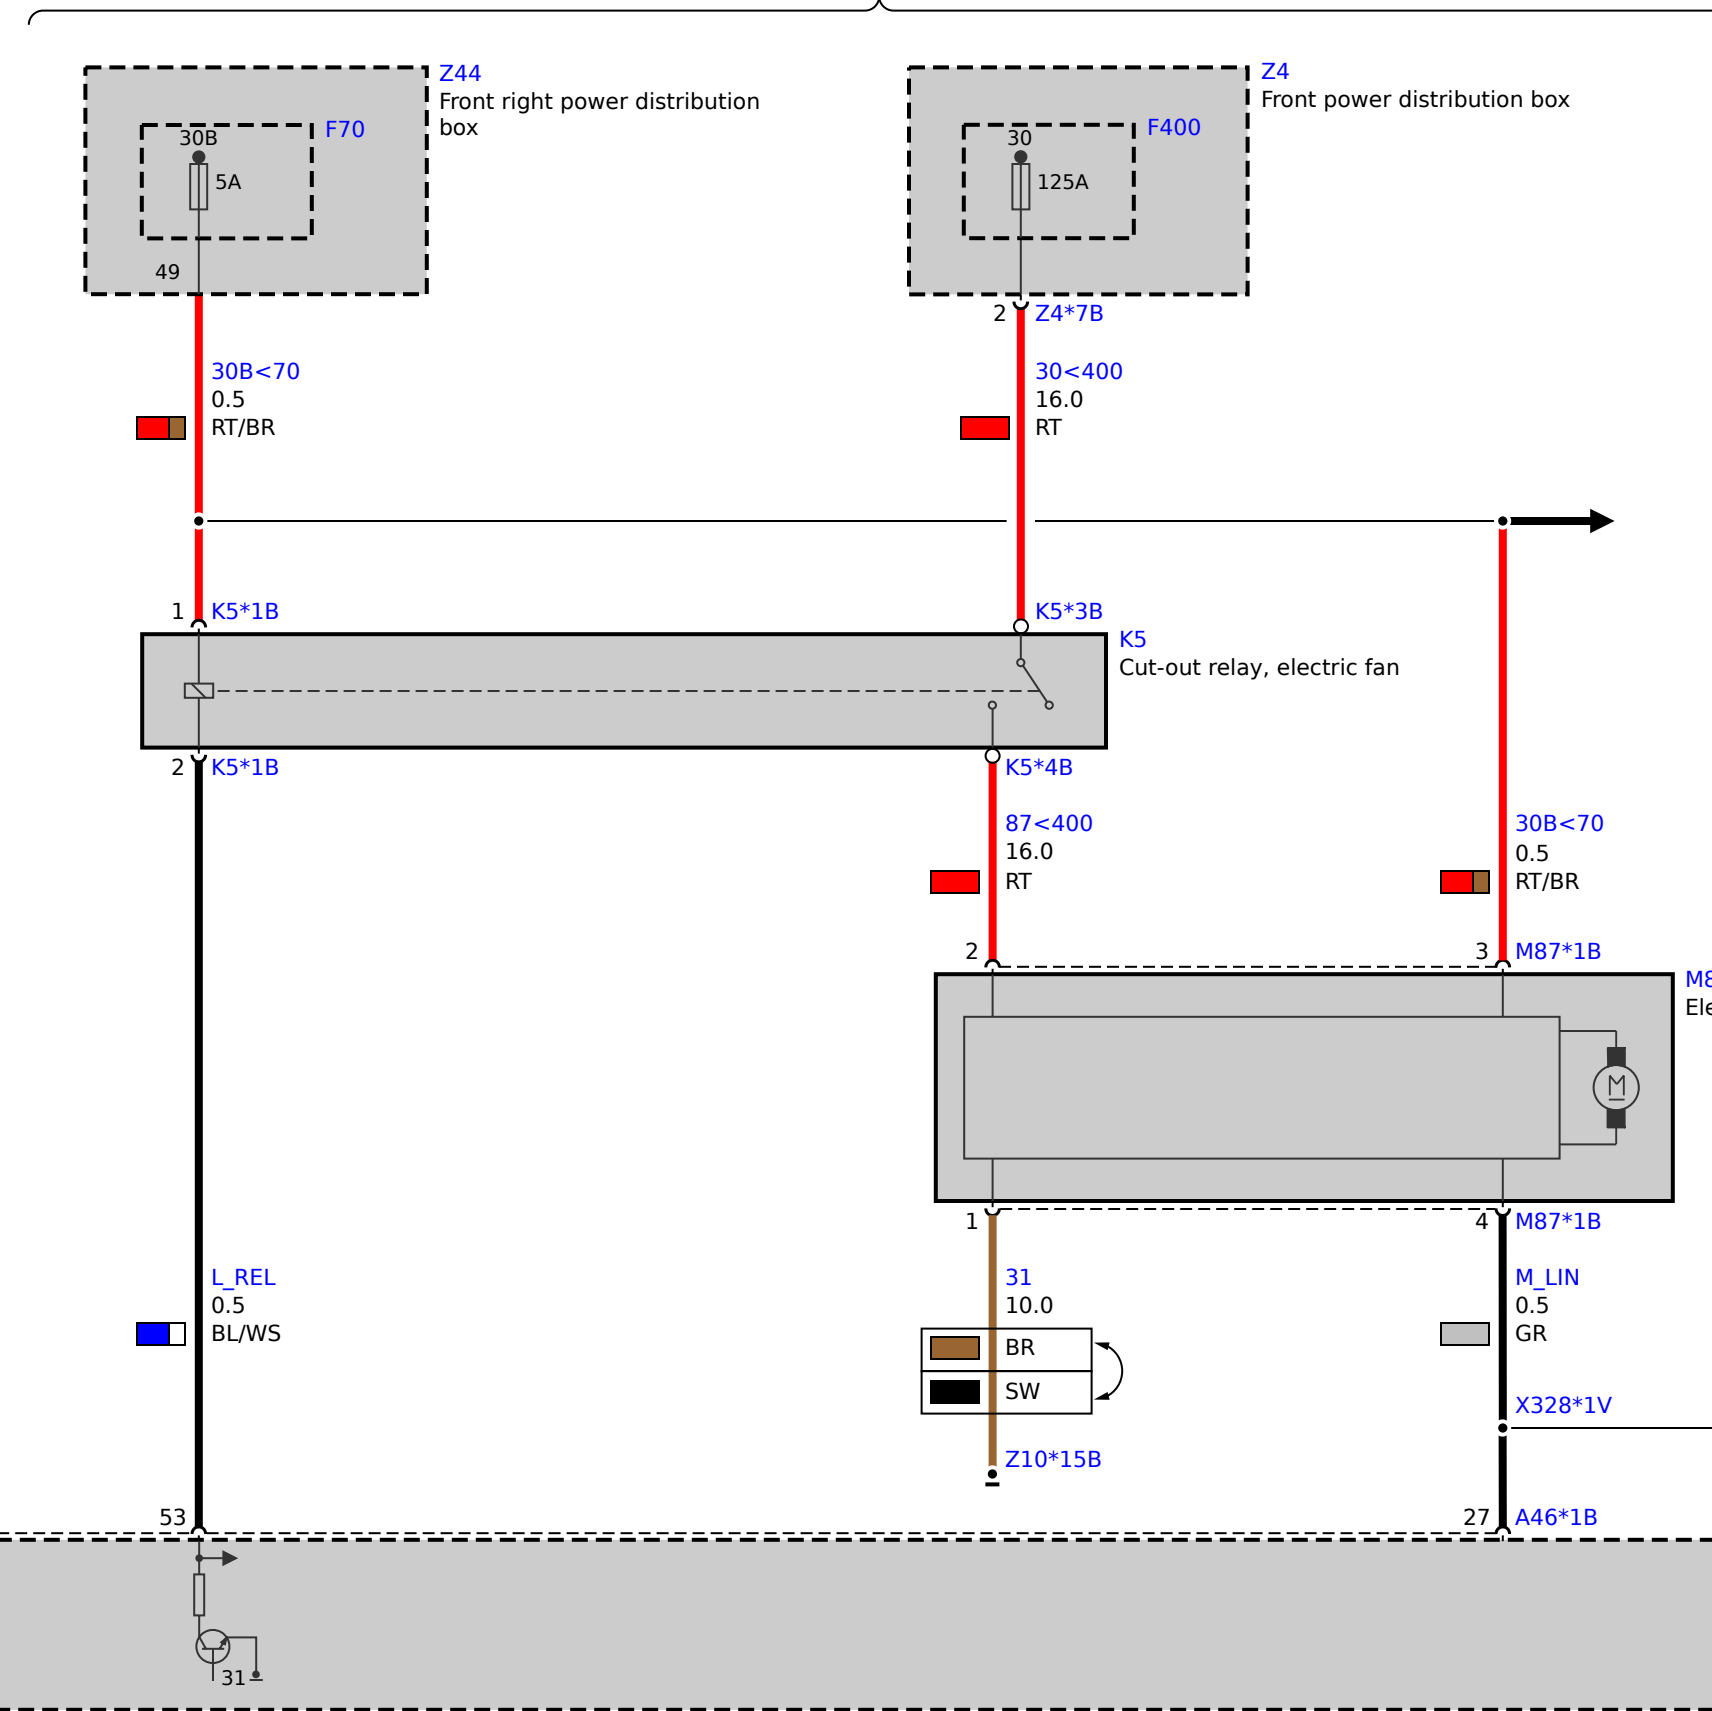 Z44
Front right power distribution
box
F70
30B
5A
49
Z4
Front power distribution box
F400
30
125A
2 Z4*7B
30B<70
0.5
RT/BR
30<400
16.0
RT
1 K5*1B
K5*3B
K5
Cut-out relay, electric fan
2 K5*1B
K5*4B
87<400
16.0
RT
30B<70
0.5
RT/BR
2
3 M87*1B
M8
Ele
M
1
4 M87*1B
L_REL
0.5
BL/WS
31
10.0
BR
SW
M_LIN
0.5
GR
X328*1V
Z10*15B
53
27 A46*1B
31